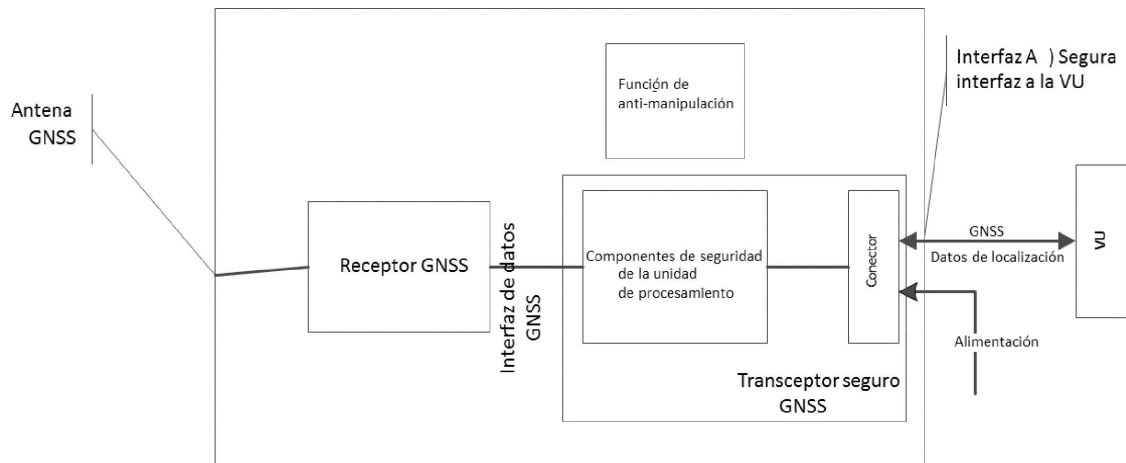 Función de
anti-manipulación
Interfaz A ) Segura
interfaz a la VU
Antena
GNSS
Receptor GNSS
Interfaz de datos
GNSS
Componentes de seguridad
de la unidad
de procesamiento
Conector
GNSS
Datos de localización
VU
Alimentación
Transceptor seguro
GNSS